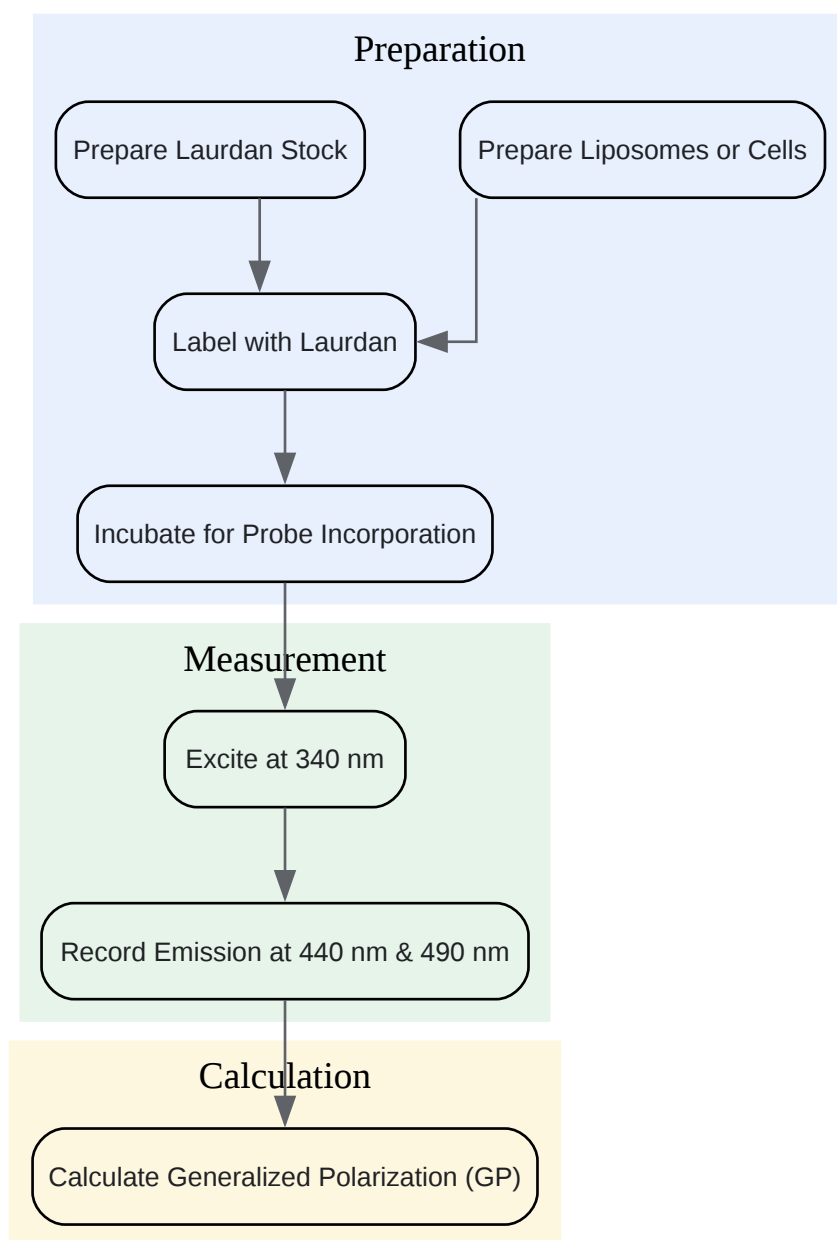 Preparation
Prepare Laurdan Stock
Prepare Liposomes or Cells
Label with Laurdan
Incubate for Probe Incorporation
Measurement
Excite at 340 nm
Record Emission at 440 nm & 490 nm
Calculation
Calculate Generalized Polarization (GP)